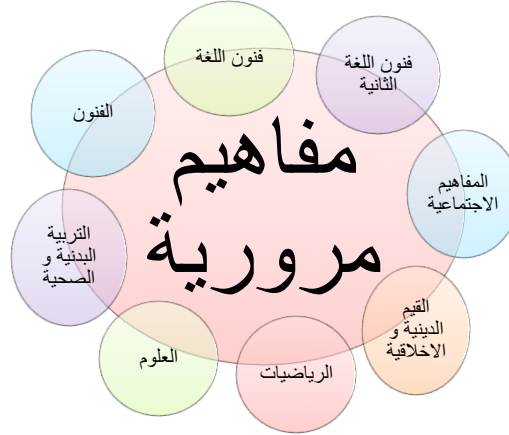 مفاهيم
مرورية
فنون اللغة
فنون اللغة
الثانية
المفاهيم
الاجتماعية
القيم
الدينية و
الاخلاقية
الرياضيات
العلوم
التربية
البدنية و
الصحية
الفنون